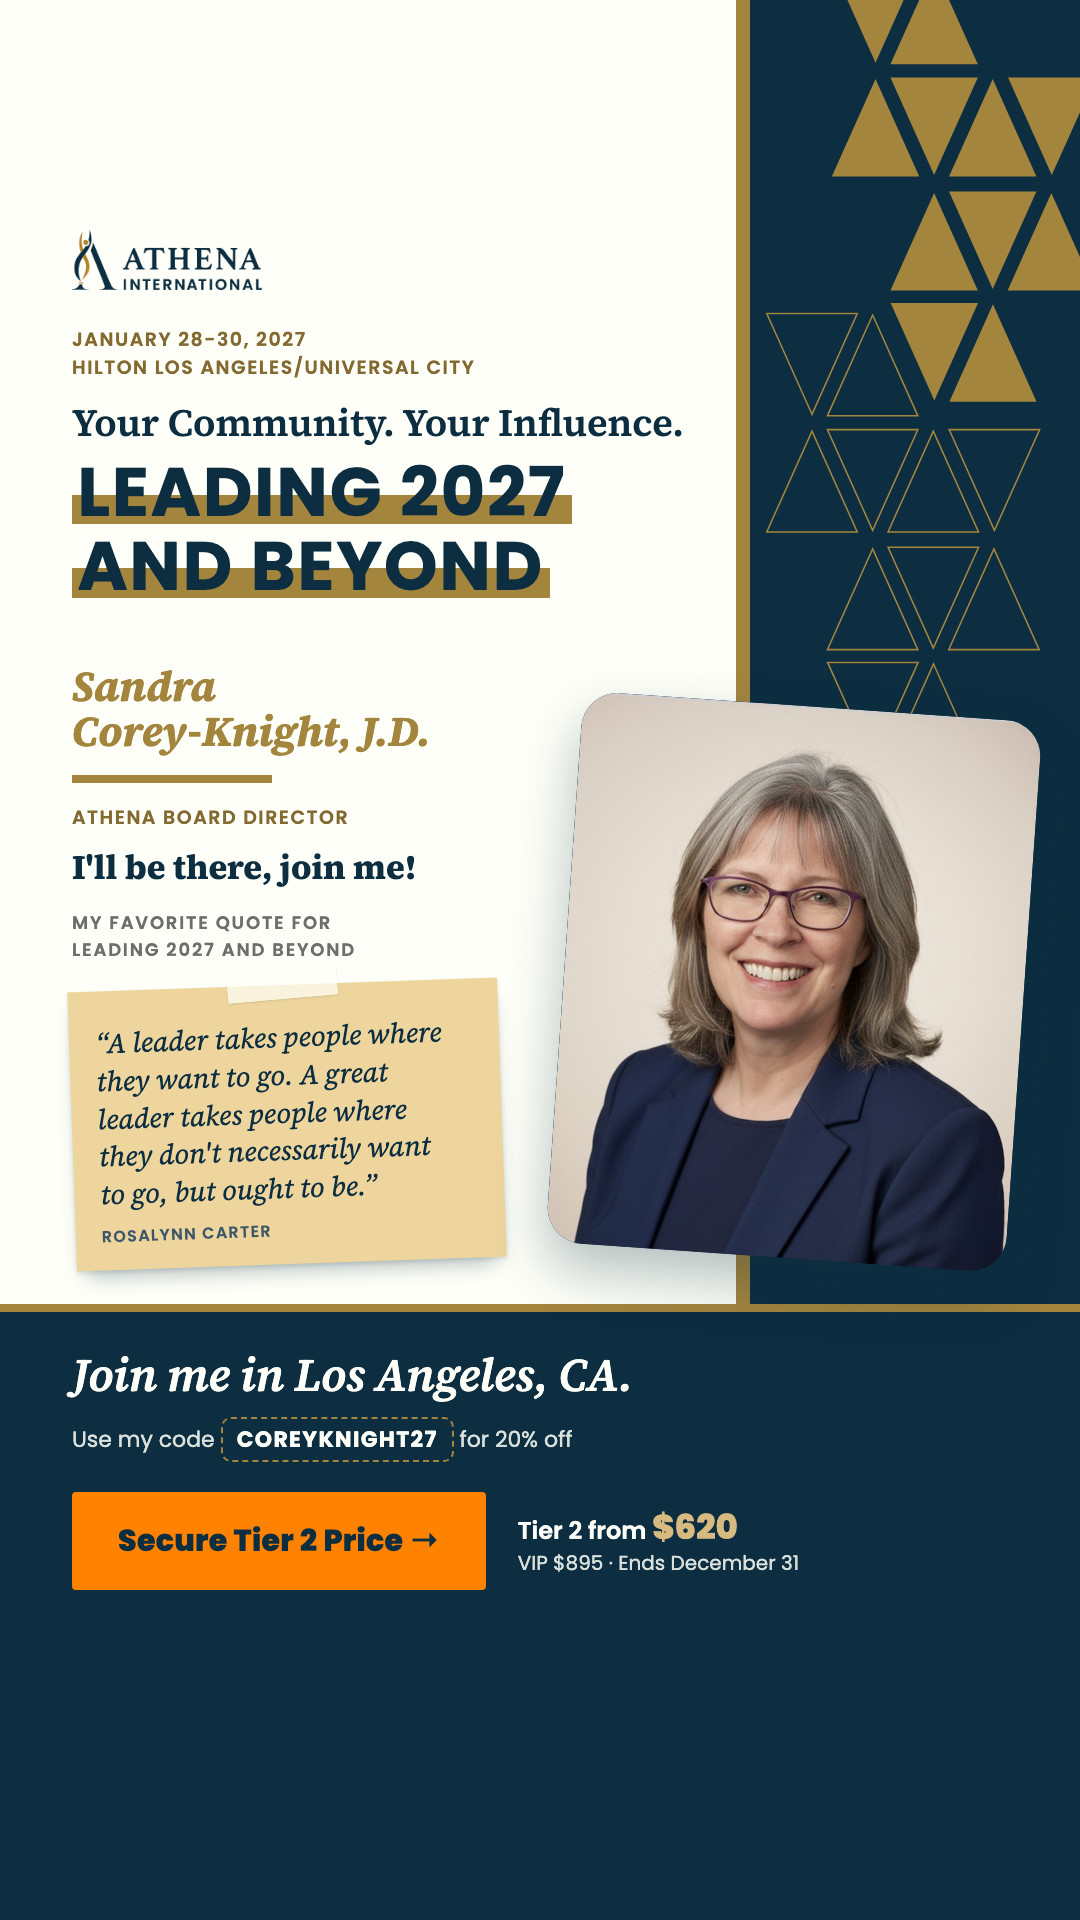 ATHENA
INTERNATIONAL
JANUARY 28-30, 2027
HILTON LOS ANGELES/UNIVERSAL CITY
Your Community. Your Influence.
LEADING 2027
AND BEYOND
Sandra
Corey-Knight, J.D.
ATHENA BOARD DIRECTOR
I'll be there, join me!
MY FAVORITE QUOTE FOR
LEADING 2027 AND BEYOND
“A leader takes people where
they want to go. A great
leader takes people where
they don't necessarily want
to go, but ought to be.”
ROSALYNN CARTER
Join me in Los Angeles, CA.
Use my code COREYKNIGHT27 for 20% off
Secure Tier 2 Price →
Tier 2 from $620
VIP $895 · Ends December 31